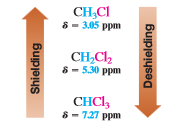 Shielding
CH₃Cl
δ = 3.05 ppm
CH₂Cl₂
δ = 5.30 ppm
CHCl₃
δ = 7.27 ppm
Deshielding